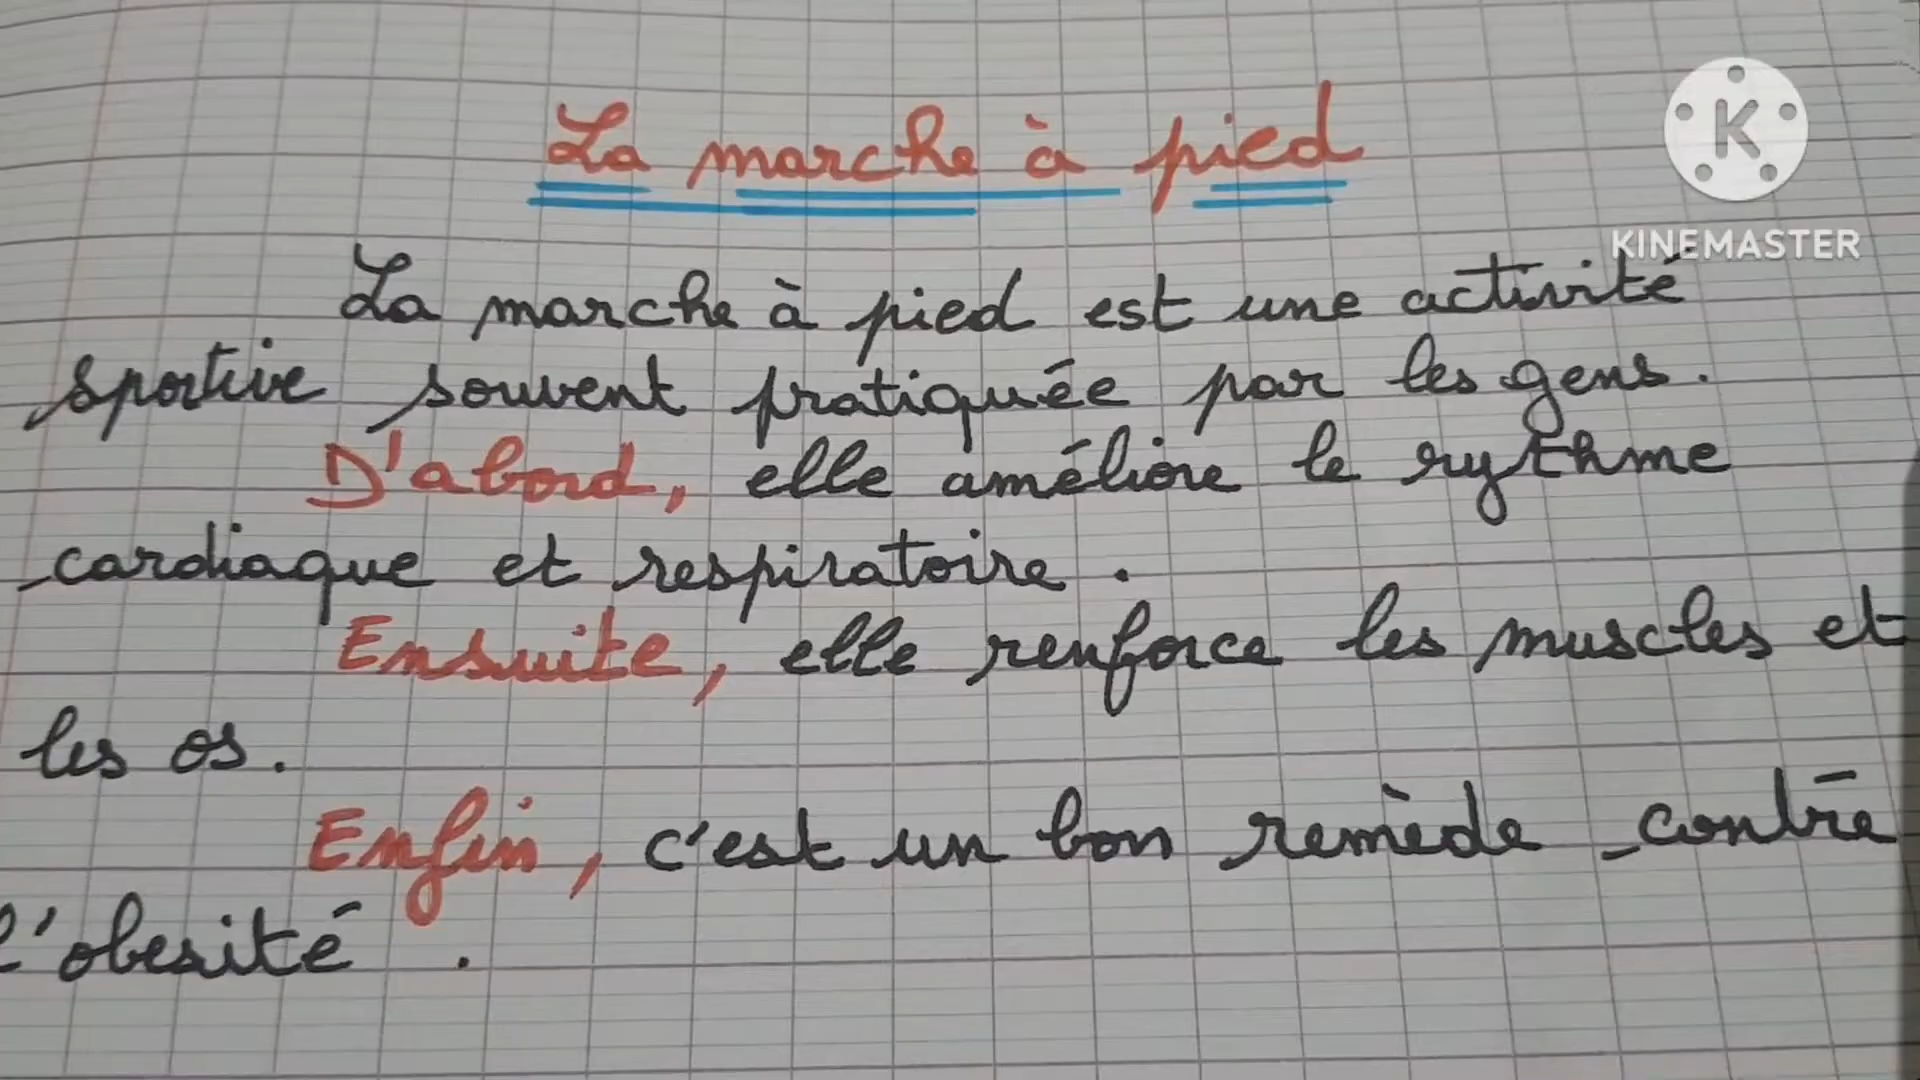 La marche à pied
KINEMASTER
La marche à pied est une activité
sportive souvent pratiquée par les gens.
D'abord, elle améliore le rythme
cardiaque et respiratoire.
Ensuite, elle renforce les muscles et
les os.
Enfin, c'est un bon remède contre
l'obesité.